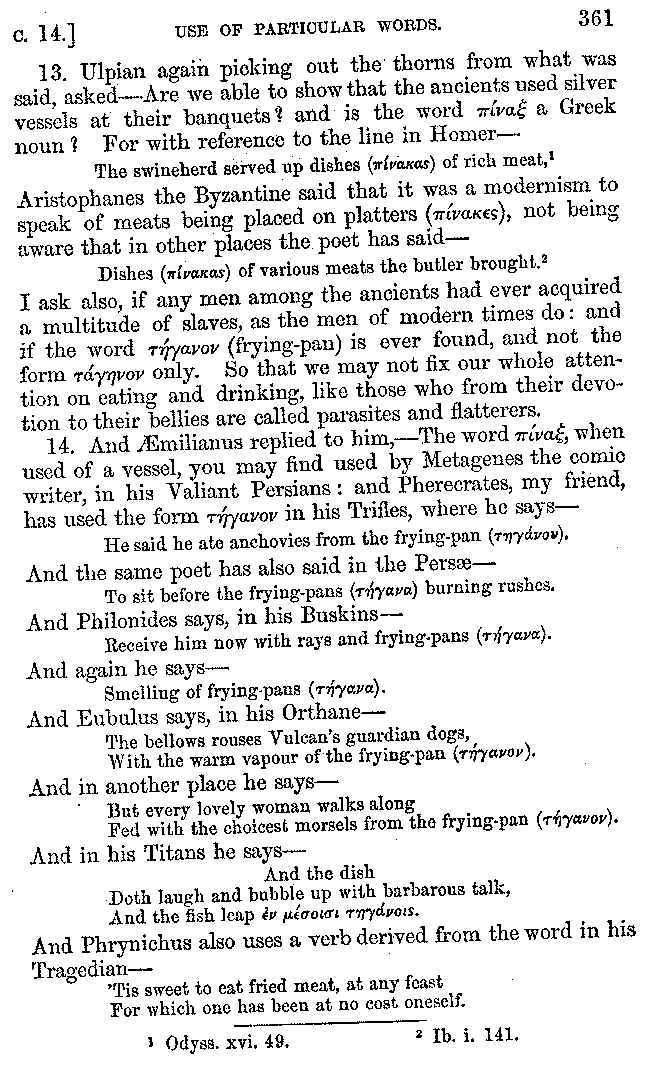 C. 14.] USE OF PARTICULAR WORDS. 361
13. Ulpian again picking out the thorns from what was
said, asked—Are we able to show that the ancients used silver
vessels at their banquets? and is the word πίναξ a Greek
noun? For with reference to the line in Homer—
The swineherd served up dishes (πίνακας) of rich meat,¹
Aristophanes the Byzantine said that it was a modernism to
speak of meats being placed on platters (πίνακες), not being
aware that in other places the poet has said—
Dishes (πίνακας) of various meats the butler brought.²
I ask also, if any men among the ancients had ever acquired
a multitude of slaves, as the men of modern times do: and
if the word τήγανον (frying-pan) is ever found, and not the
form τάγηνον only. So that we may not fix our whole atten-
tion on eating and drinking, like those who from their devo-
tion to their bellies are called parasites and flatterers.
14. And Æmilianus replied to him,—The word πίναξ, when
used of a vessel, you may find used by Metagenes the comic
writer, in his Valiant Persians: and Pherecrates, my friend,
has used the form τήγανον in his Trifles, where he says—
He said he ate anchovies from the frying-pan (τηγάνου).
And the same poet has also said in the Persæ—
To sit before the frying-pans (τήγανα) burning rushes.
And Philonides says, in his Buskins—
Receive him now with rays and frying-pans (τήγανα).
And again he says—
Smelling of frying-pans (τήγανα).
And Eubulus says, in his Orthane—
The bellows rouses Vulcan's guardian dogs,
With the warm vapour of the frying-pan (τήγανον).
And in another place he says—
But every lovely woman walks along
Fed with the choicest morsels from the frying-pan (τήγανον).
And in his Titans he says—
And the dish
Doth laugh and bubble up with barbarous talk,
And the fish leap ἐν μέσοισι τηγάνοις.
And Phrynichus also uses a verb derived from the word in his
Tragedian—
'Tis sweet to eat fried meat, at any feast
For which one has been at no cost oneself.
¹ Odyss. xvi. 49. ² Ib. i. 141.